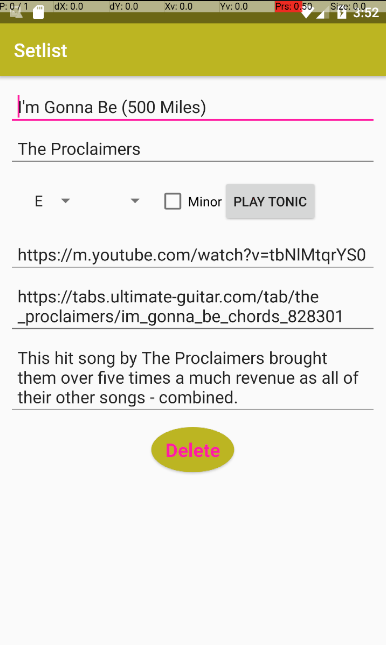 P: 0 / 1 dX: 0.0 dY: 0.0 Xv: 0.0 Yv: 0.0 Prs: 0.50 Size: 0.0
3:52
Setlist
I'm Gonna Be (500 Miles)
The Proclaimers
E Minor PLAY TONIC
https://m.youtube.com/watch?v=tbNlMtqrYS0
https://tabs.ultimate-guitar.com/tab/the
_proclaimers/im_gonna_be_chords_828301
This hit song by The Proclaimers brought
them over five times a much revenue as all of
their other songs - combined.
Delete